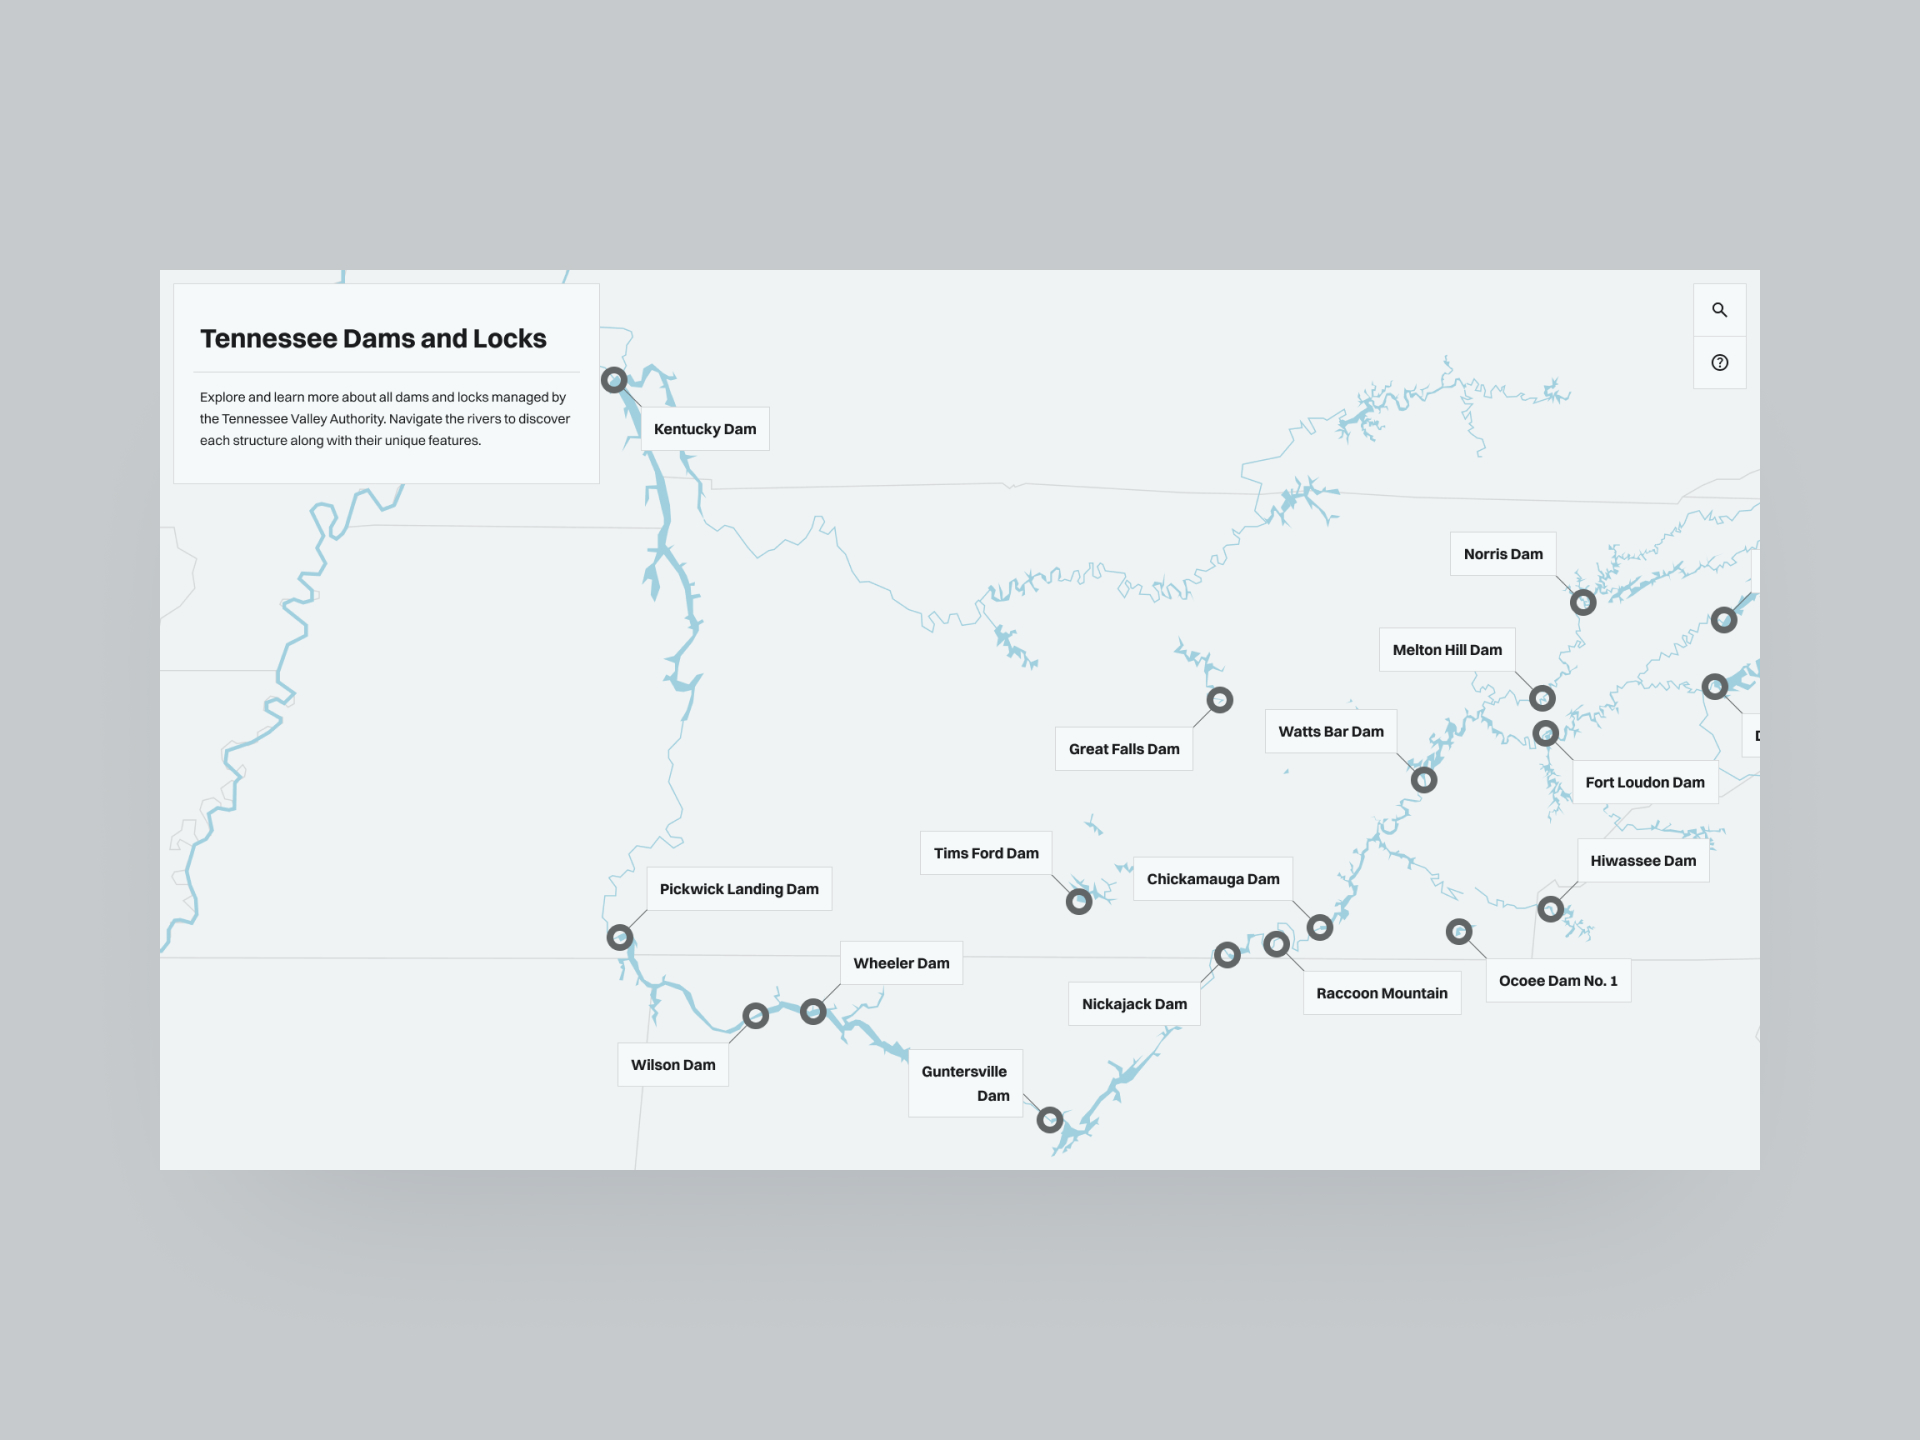 Tennessee Dams and Locks
Explore and learn more about all dams and locks managed by
the Tennessee Valley Authority. Navigate the rivers to discover
each structure along with their unique features.
Kentucky Dam
Norris Dam
Melton Hill Dam
Watts Bar Dam
Great Falls Dam
Fort Loudon Dam
Tims Ford Dam
Chickamauga Dam
Hiwassee Dam
Pickwick Landing Dam
Wheeler Dam
Nickajack Dam
Raccoon Mountain
Ocoee Dam No. 1
Wilson Dam
Guntersville
Dam